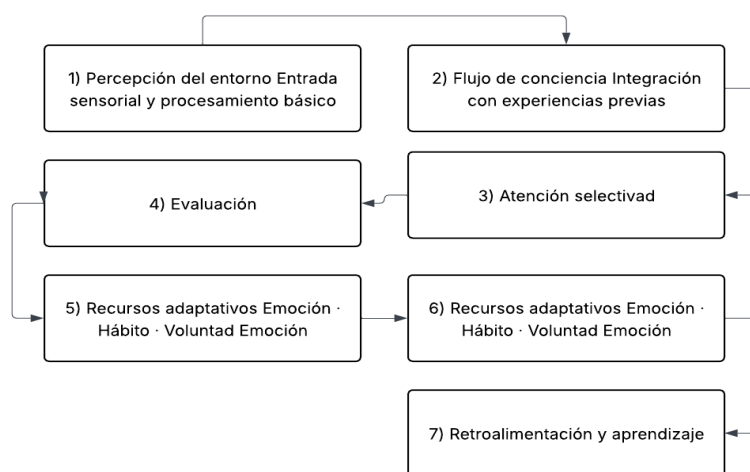 1) Percepción del entorno Entrada
sensorial y procesamiento básico
2) Flujo de conciencia Integración
con experiencias previas
3) Atención selectivad
4) Evaluación
5) Recursos adaptativos Emoción ·
Hábito · Voluntad Emoción
6) Recursos adaptativos Emoción ·
Hábito · Voluntad Emoción
7) Retroalimentación y aprendizaje